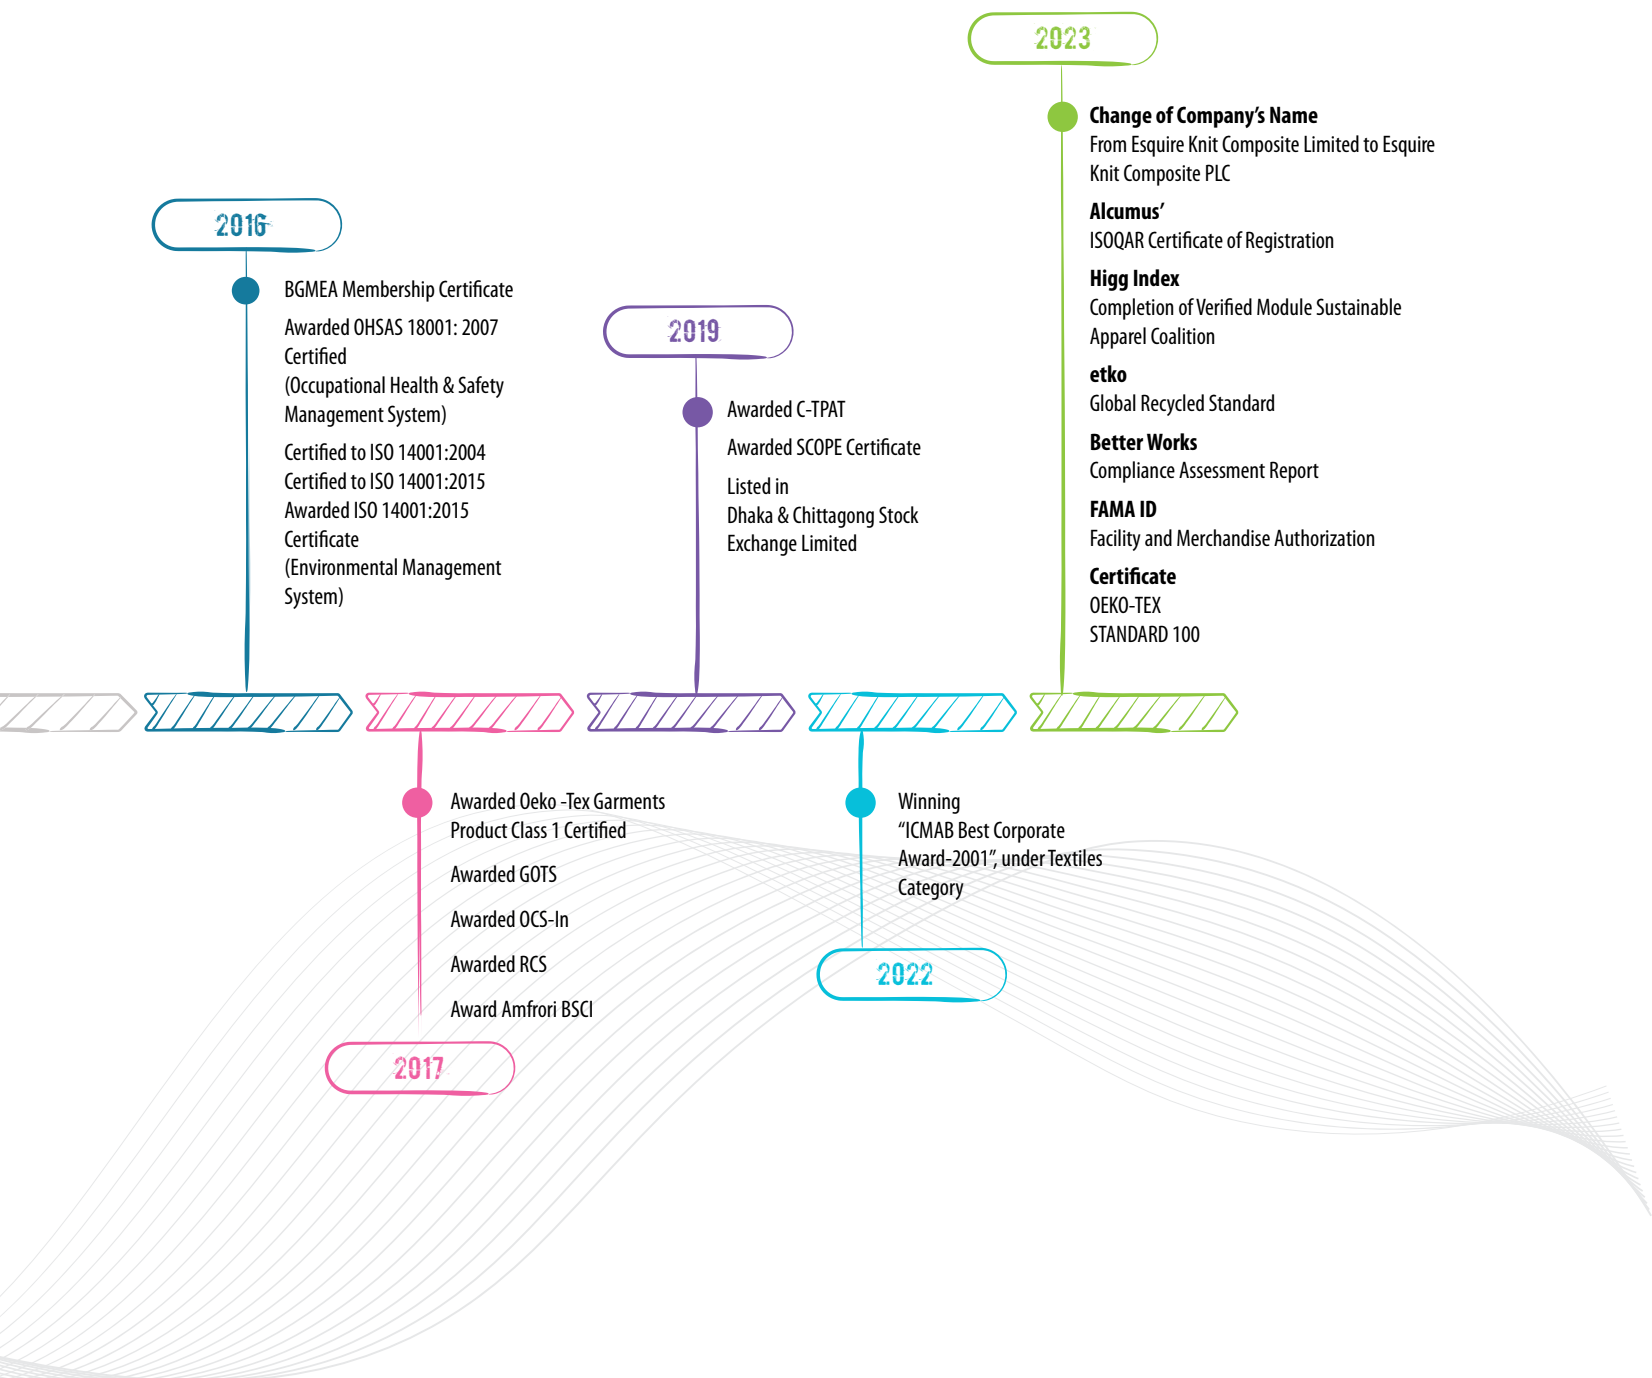 2016
BGMEA Membership Certificate
Awarded OHSAS 18001: 2007
Certified
(Occupational Health & Safety
Management System)
Certified to ISO 14001:2004
Certified to ISO 14001:2015
Awarded ISO 14001:2015
Certificate
(Environmental Management
System)
Awarded Oeko -Tex Garments
Product Class 1 Certified
Awarded GOTS
Awarded OCS-In
Awarded RCS
Award Amfrori BSCI
2017
2019
Awarded C-TPAT
Awarded SCOPE Certificate
Listed in
Dhaka & Chittagong Stock
Exchange Limited
Winning
“ICMAB Best Corporate
Award-2001”, under Textiles
Category
2022
2023
Change of Company’s Name
From Esquire Knit Composite Limited to Esquire
Knit Composite PLC
Alcumus’
ISOQAR Certificate of Registration
Higg Index
Completion of Verified Module Sustainable
Apparel Coalition
etko
Global Recycled Standard
Better Works
Compliance Assessment Report
FAMA ID
Facility and Merchandise Authorization
Certificate
OEKO-TEX
STANDARD 100